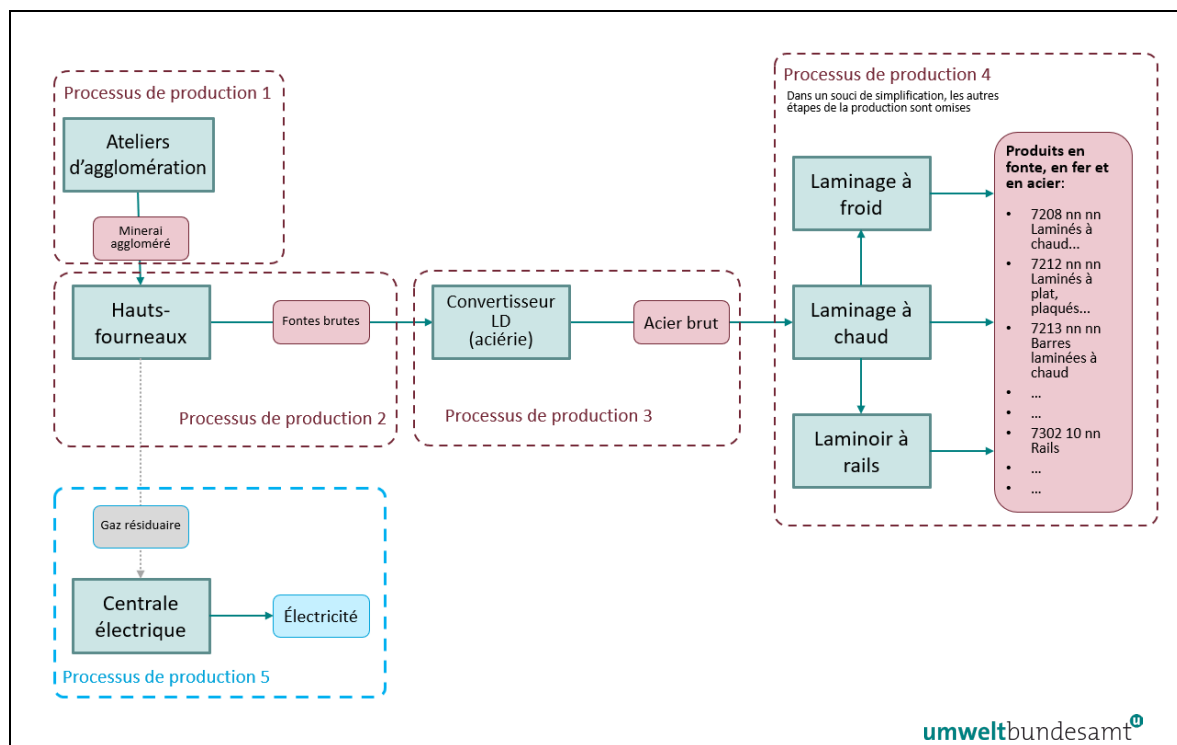 Processus de production 1
Ateliers
d’agglomération
Minerai
aggloméré
Hauts-
fourneaux
Fontes brutes
Processus de production 2
Convertisseur
LD
(aciérie)
Acier brut
Processus de production 3
Processus de production 4
Dans un souci de simplification, les autres
étapes de la production sont omises
Laminage à
froid
Laminage à
chaud
Laminoir à
rails
Produits en
fonte, en fer et
en acier:
• 7208 nn nn
Laminés à
chaud...
• 7212 nn nn
Laminés à
plat,
plaqués...
• 7213 nn nn
Barres
laminées à
chaud
• ...
• ...
• 7302 10 nn
Rails
• ...
• ...
Gaz résiduaire
Centrale
électrique
Électricité
Processus de production 5
umweltbundesamt u